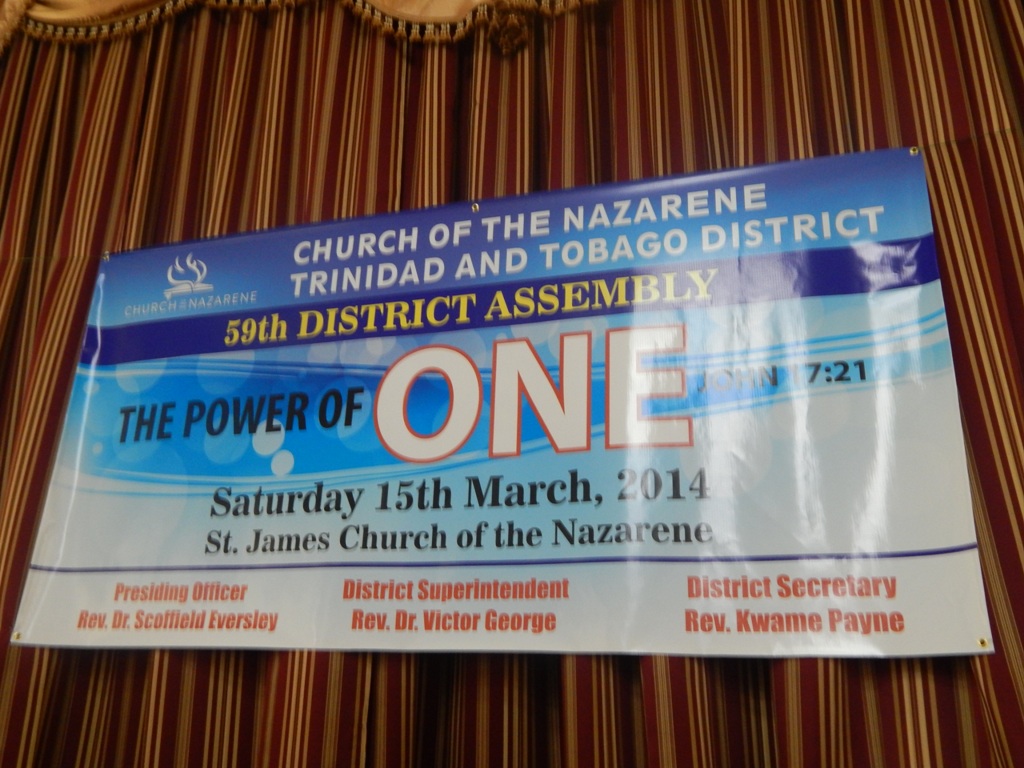 CHURCH OF THE NAZARENE
TRINIDAD AND TOBAGO DISTRICT
CHURCH OF THE NAZARENE
59th DISTRICT ASSEMBLY
THE POWER OF ONE JOHN 17:21
Saturday 15th March, 2014
St. James Church of the Nazarene
Presiding Officer District Superintendent District Secretary
Rev. Dr. Scoffield Eversley Rev. Dr. Victor George Rev. Kwame Payne